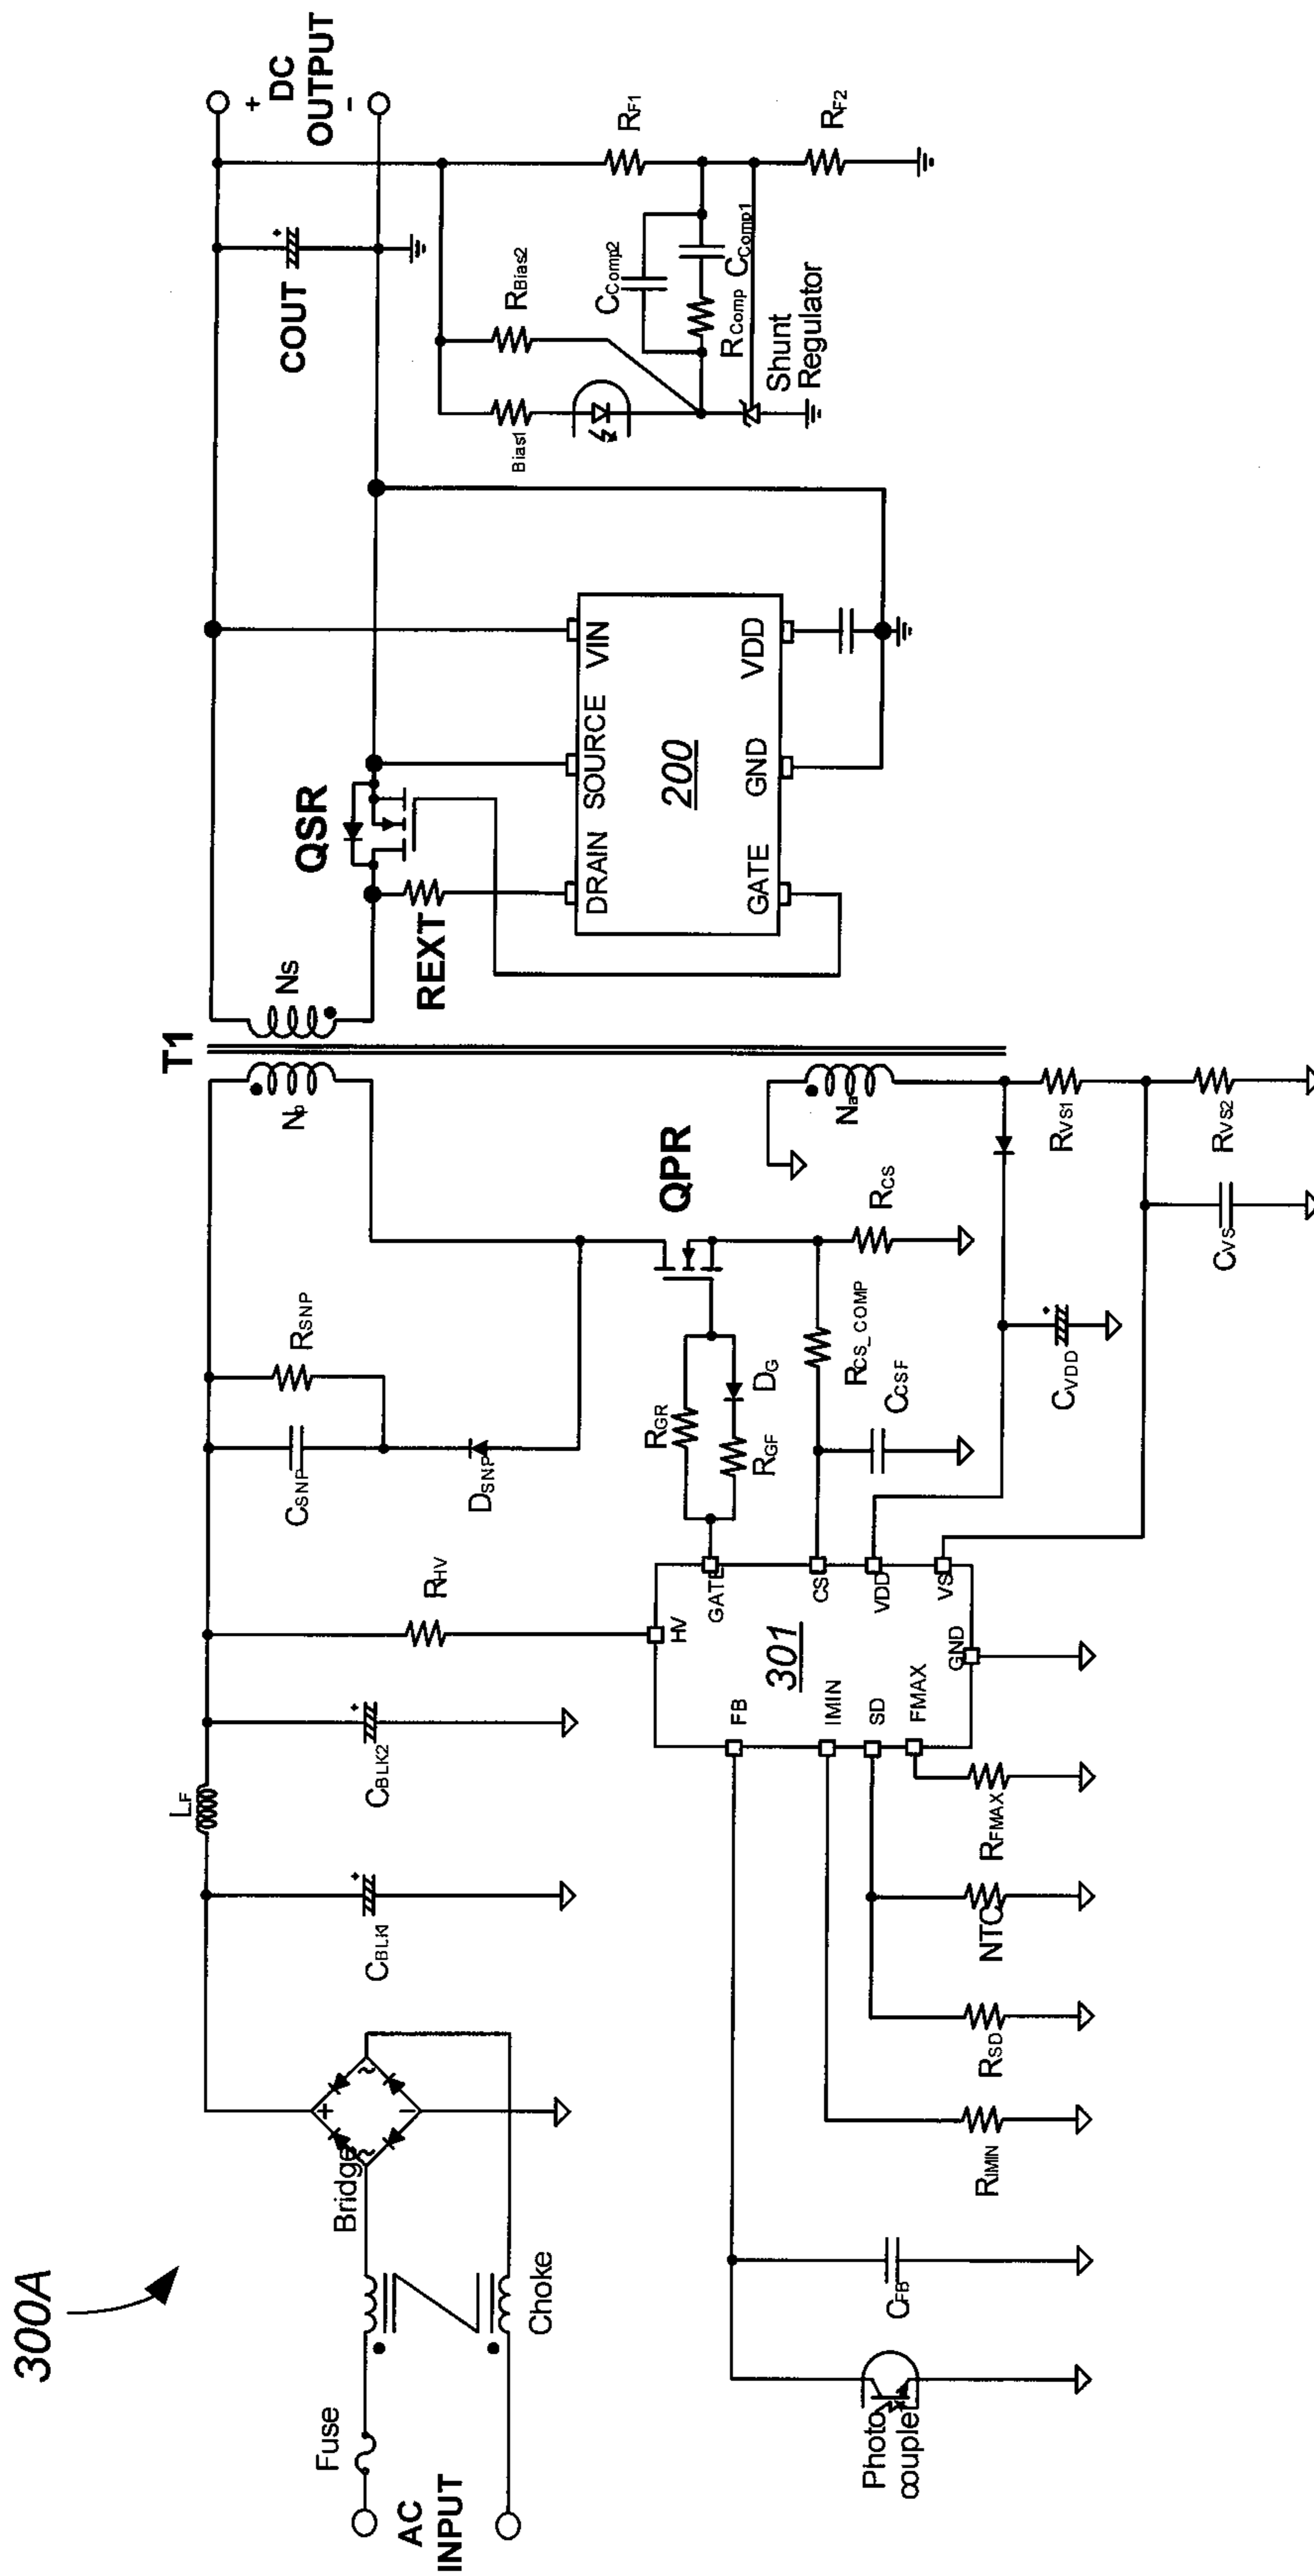 300A
AC
INPUT
Fuse
Choke
Bridge
+
~
~
-
CBLK1
LF
CBLK2
RHV
CSNP
RSNP
DSNP
T1
Np
Ns
Na
QPR
RGR
RGF
DG
RCS_COMP
CCSF
RCS
CVDD
RVS1
RVS2
CVS
301
HV
GATE
CS
VDD
VS
GND
FB
IMIN
SD
FMAX
RFMAX
NTC
RSD
RIMIN
CFB
Photo
coupler
QSR
REXT
200
DRAIN
SOURCE
VIN
GATE
GND
VDD
COUT
+
DC
OUTPUT
-
Bias1
RBias2
CComp2
RComp
CComp1
Shunt
Regulator
RF1
RF2